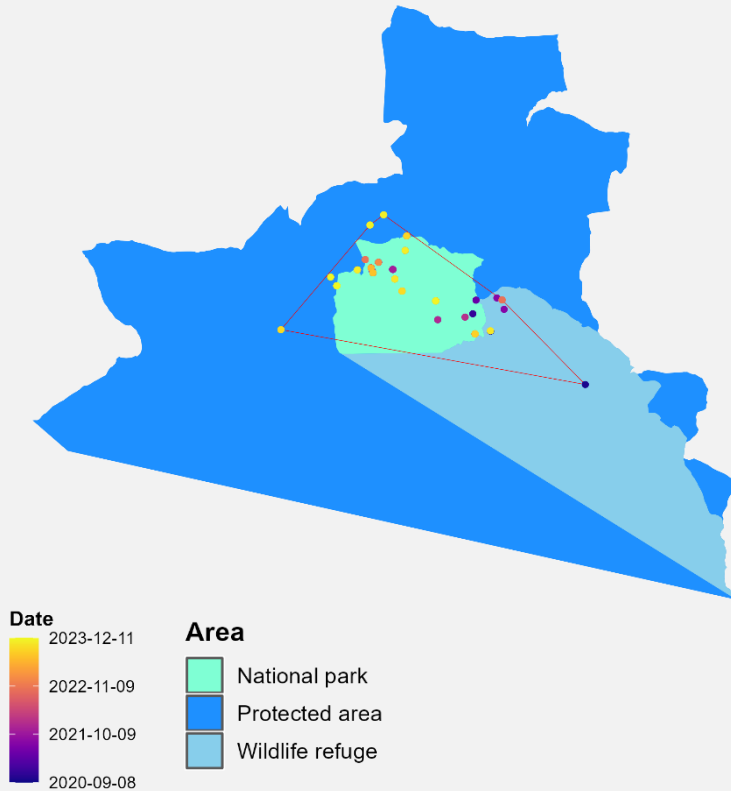 Date
2023-12-11
2022-11-09
2021-10-09
2020-09-08
Area
National park
Protected area
Wildlife refuge